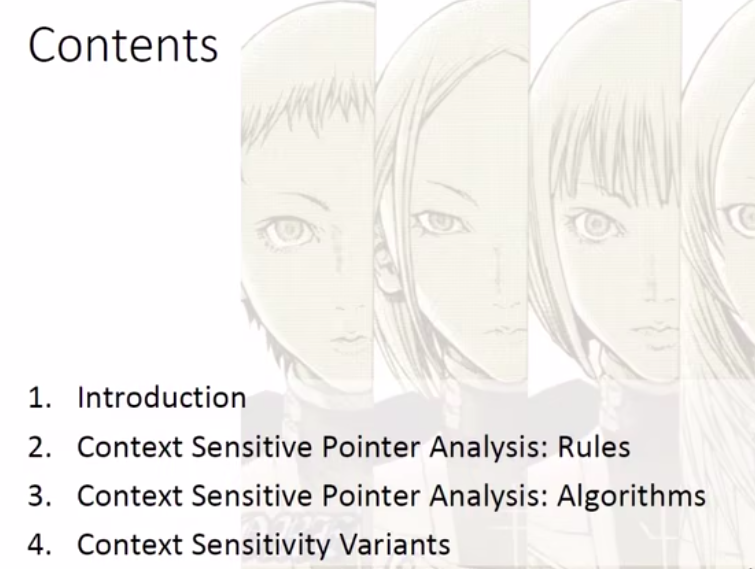 Contents
1. Introduction
2. Context Sensitive Pointer Analysis: Rules
3. Context Sensitive Pointer Analysis: Algorithms
4. Context Sensitivity Variants